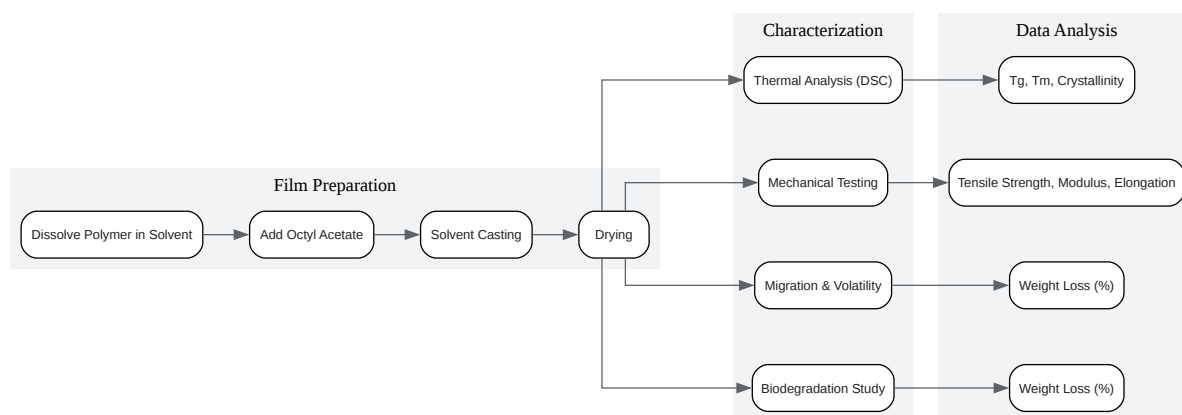 Characterization
Data Analysis
Thermal Analysis (DSC)
Tg, Tm, Crystallinity
Film Preparation
Mechanical Testing
Tensile Strength, Modulus, Elongation
Dissolve Polymer in Solvent
Add Octyl Acetate
Solvent Casting
Drying
Migration & Volatility
Weight Loss (%)
Biodegradation Study
Weight Loss (%)